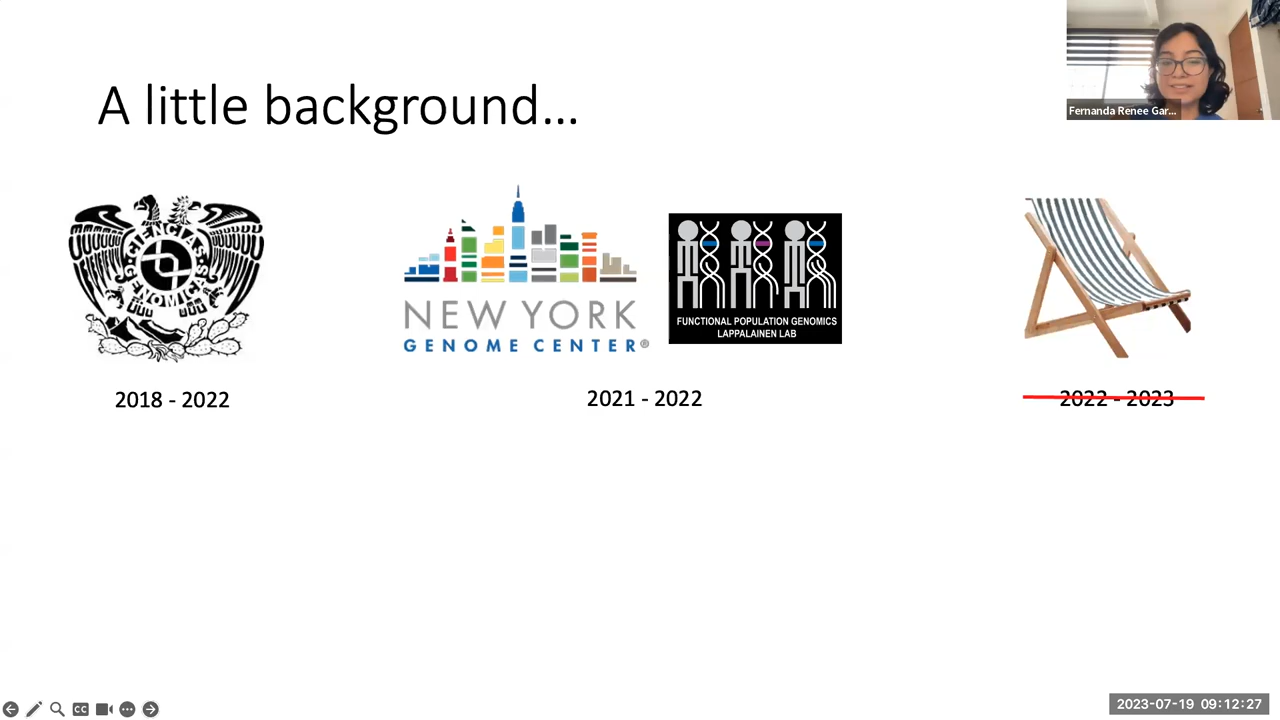 A little background...
Fernanda Renee Gar...
CIENCIAS
GENOMICAS
NEW YORK
GENOME CENTER®
FUNCTIONAL POPULATION GENOMICS
LAPPALAINEN LAB
2018 - 2022
2021 - 2022
2022 - 2023
CC
2023-07-19 09:12:27